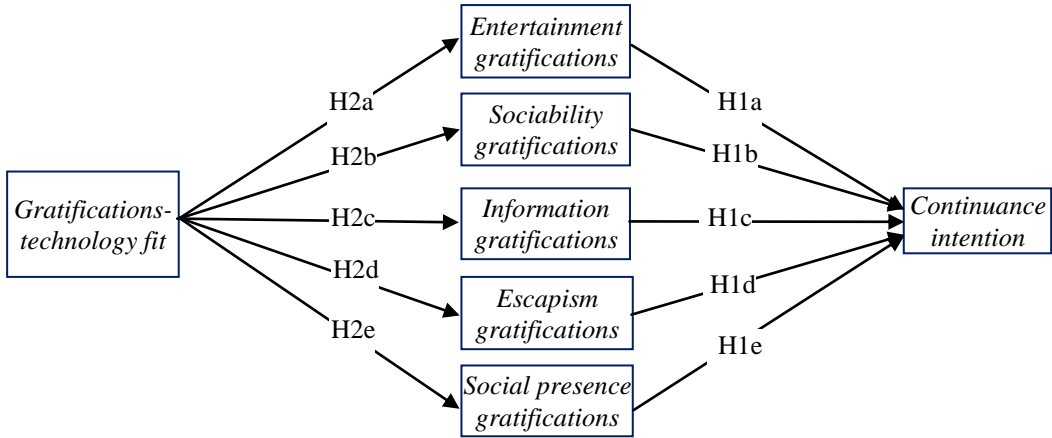 Entertainment
gratifications
H2a
H1a
Sociability
gratifications
H2b
H1b
Gratifications-
technology fit
H2c
Information
gratifications
H1c
Continuance
intention
H2d
Escapism
gratifications
H1d
H2e
H1e
Social presence
gratifications